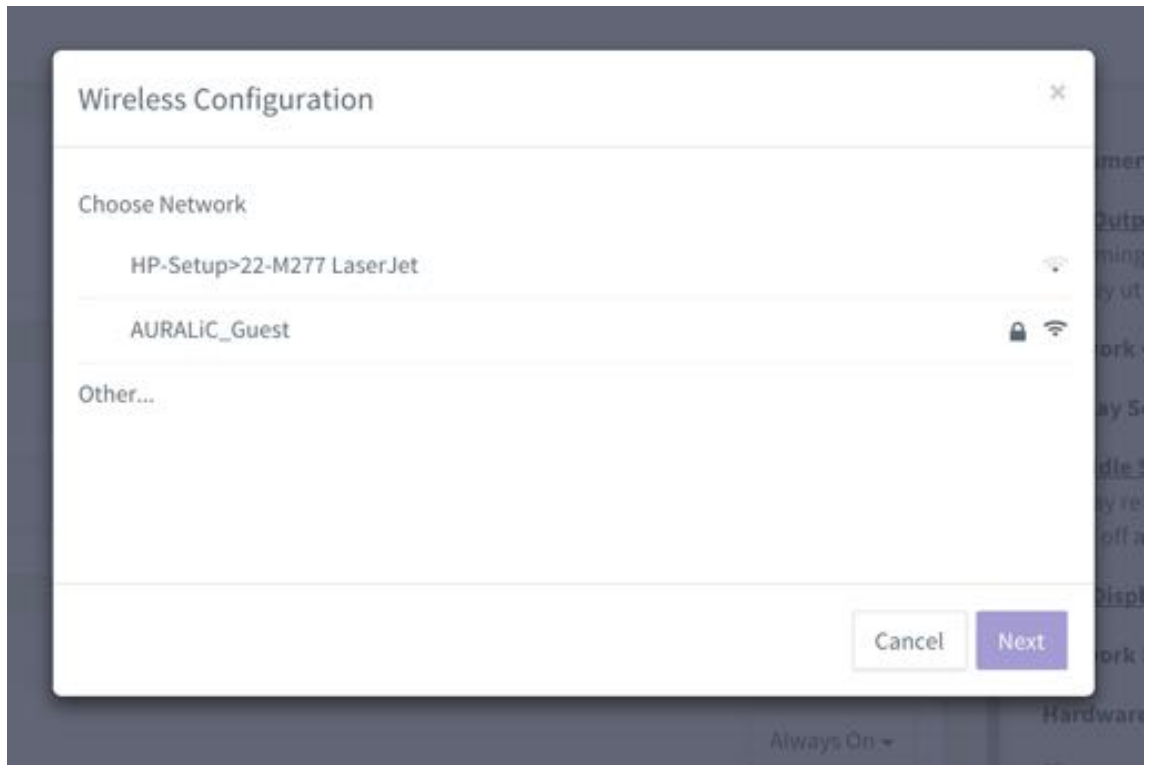 Wireless Configuration
×
Choose Network
HP-Setup>22-M277 LaserJet
AURALiC_Guest
Other...
Cancel
Next
Hardware
Always On